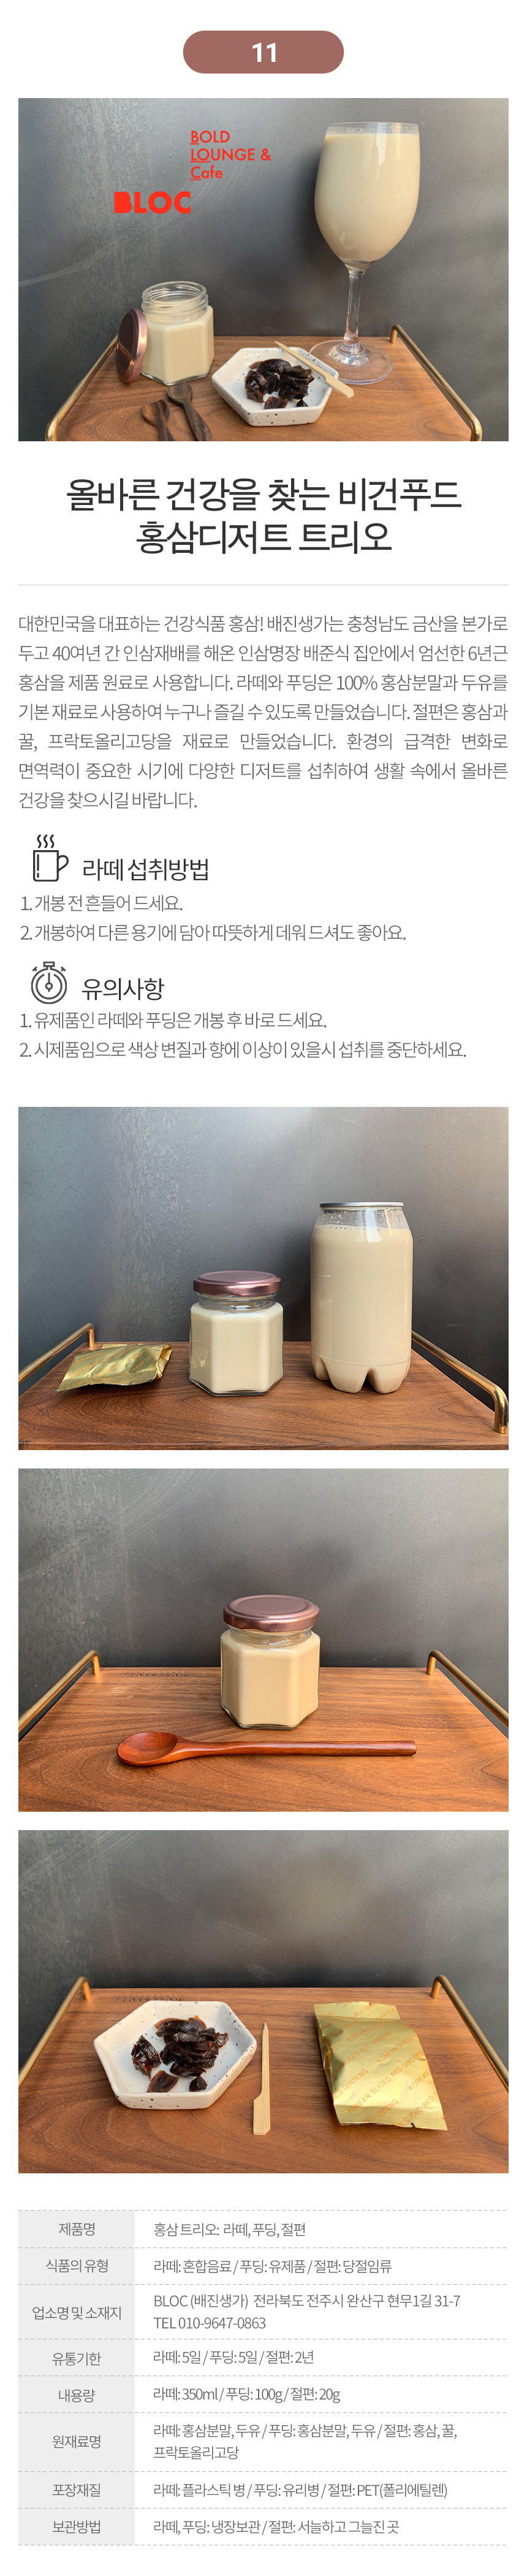 11
BOLD
LOUNGE &
Cafe
BLOC
올바른 건강을 찾는 비건푸드
홍삼디저트 트리오
대한민국을 대표하는 건강식품 홍삼! 배진생가는 충청남도 금산을 본가로
두고 40여년 간 인삼재배를 해온 인삼명장 배준식 집안에서 엄선한 6년근
홍삼을 제품 원료로 사용합니다. 라떼와 푸딩은 100% 홍삼분말과 두유를
기본 재료로 사용하여 누구나 즐길 수 있도록 만들었습니다. 절편은 홍삼과
꿀, 프락토올리고당을 재료로 만들었습니다. 환경의 급격한 변화로
면역력이 중요한 시기에 다양한 디저트를 섭취하여 생활 속에서 올바른
건강을 찾으시길 바랍니다.
라떼 섭취방법
1. 개봉 전 흔들어 드세요.
2. 개봉하여 다른 용기에 담아 따뜻하게 데워 드셔도 좋아요.
유의사항
1. 유제품인 라떼와 푸딩은 개봉 후 바로 드세요.
2. 시제품임으로 색상 변질과 향에 이상이 있을시 섭취를 중단하세요.
제품명 홍삼 트리오: 라떼, 푸딩, 절편
식품의 유형 라떼: 혼합음료 / 푸딩: 유제품 / 절편: 당절임류
업소명 및 소재지 BLOC (배진생가) 전라북도 전주시 완산구 현무1길 31-7
TEL 010-9647-0863
유통기한 라떼: 5일 / 푸딩: 5일 / 절편: 2년
내용량 라떼: 350ml / 푸딩: 100g / 절편: 20g
원재료명 라떼: 홍삼분말, 두유 / 푸딩: 홍삼분말, 두유 / 절편: 홍삼, 꿀,
프락토올리고당
포장재질 라떼: 플라스틱 병 / 푸딩: 유리병 / 절편: PET(폴리에틸렌)
보관방법 라떼, 푸딩: 냉장보관 / 절편: 서늘하고 그늘진 곳